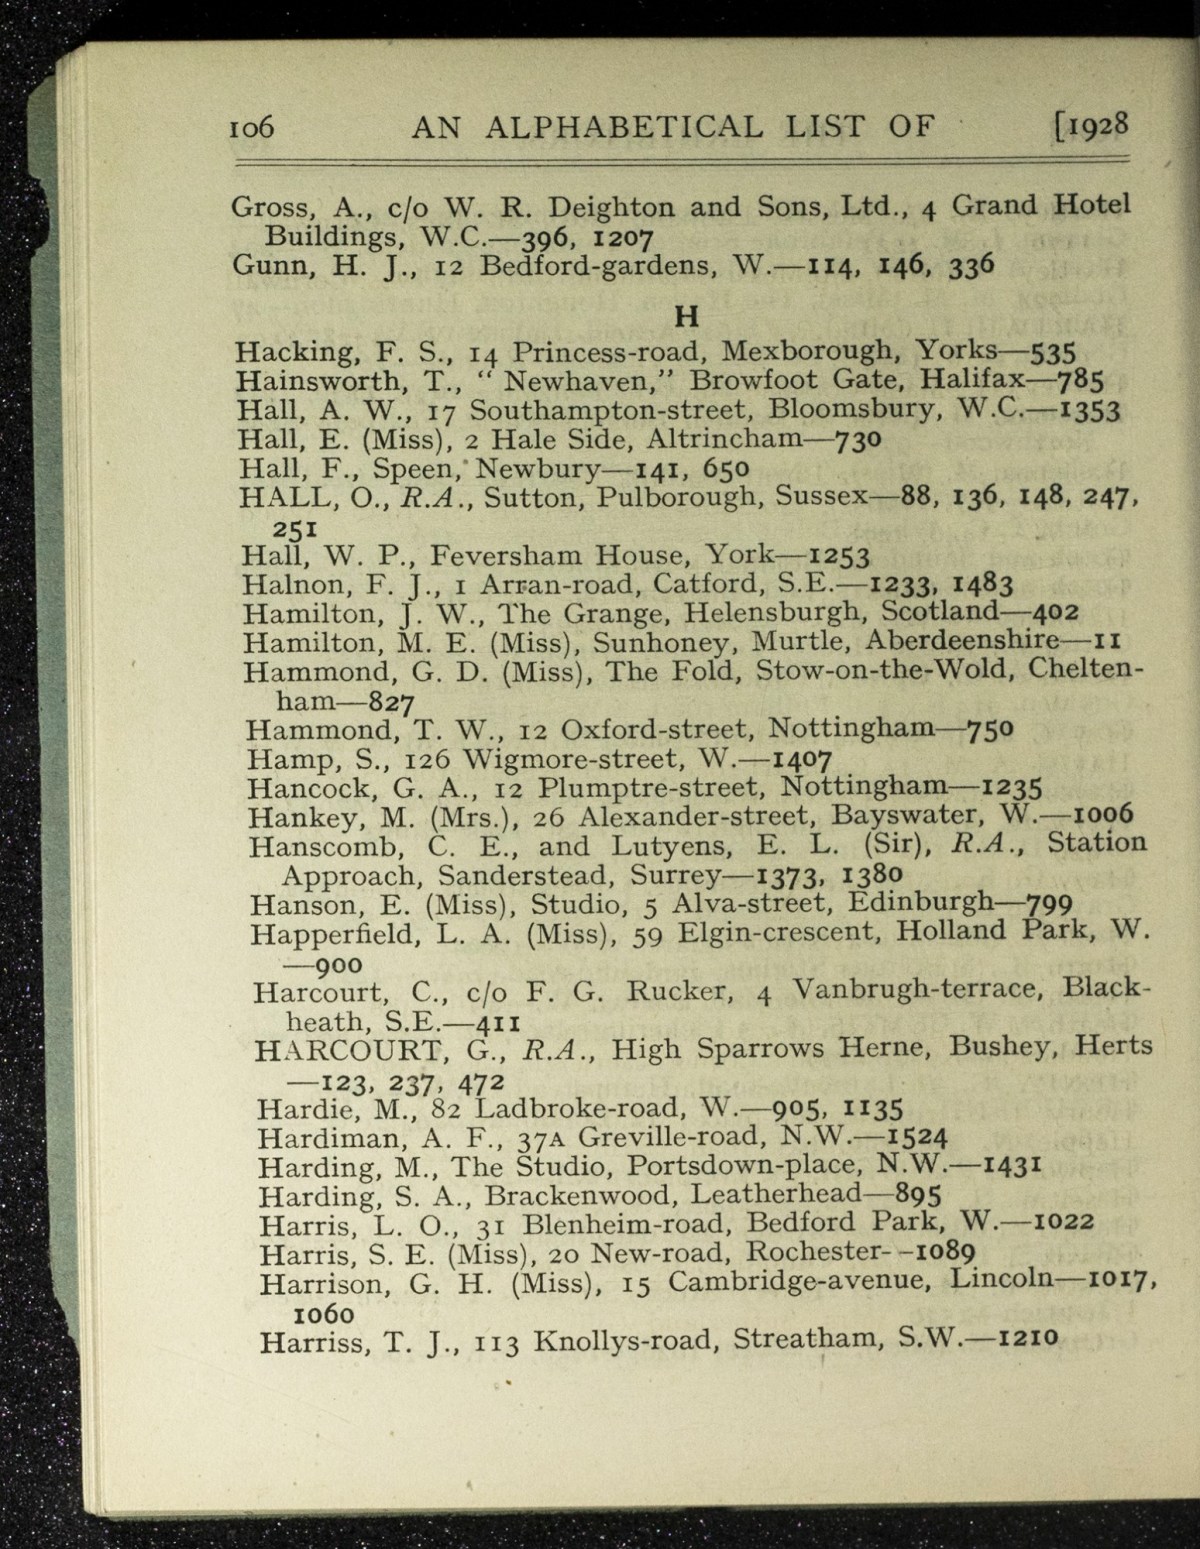 106 AN ALPHABETICAL LIST OF [1928
Gross, A., c/o W. R. Deighton and Sons, Ltd., 4 Grand Hotel
Buildings, W.C.—396, 1207
Gunn, H. J., 12 Bedford-gardens, W.—114, 146, 336
H
Hacking, F. S., 14 Princess-road, Mexborough, Yorks—535
Hainsworth, T., “ Newhaven,” Browfoot Gate, Halifax—785
Hall, A. W., 17 Southampton-street, Bloomsbury, W.C.—1353
Hall, E. (Miss), 2 Hale Side, Altrincham—730
Hall, F., Speen, Newbury—141, 650
HALL, O., R.A., Sutton, Pulborough, Sussex—88, 136, 148, 247,
251
Hall, W. P., Feversham House, York—1253
Halnon, F. J., 1 Arran-road, Catford, S.E.—1233, 1483
Hamilton, J. W., The Grange, Helensburgh, Scotland—402
Hamilton, M. E. (Miss), Sunhoney, Murtle, Aberdeenshire—11
Hammond, G. D. (Miss), The Fold, Stow-on-the-Wold, Chelten-
ham—827
Hammond, T. W., 12 Oxford-street, Nottingham—750
Hamp, S., 126 Wigmore-street, W.—1407
Hancock, G. A., 12 Plumptre-street, Nottingham—1235
Hankey, M. (Mrs.), 26 Alexander-street, Bayswater, W.—1006
Hanscomb, C. E., and Lutyens, E. L. (Sir), R.A., Station
Approach, Sanderstead, Surrey—1373, 1380
Hanson, E. (Miss), Studio, 5 Alva-street, Edinburgh—799
Happerfield, L. A. (Miss), 59 Elgin-crescent, Holland Park, W.
—900
Harcourt, C., c/o F. G. Rucker, 4 Vanbrugh-terrace, Black-
heath, S.E.—411
HARCOURT, G., R.A., High Sparrows Herne, Bushey, Herts
—123, 237, 472
Hardie, M., 82 Ladbroke-road, W.—905, 1135
Hardiman, A. F., 37A Greville-road, N.W.—1524
Harding, M., The Studio, Portsdown-place, N.W.—1431
Harding, S. A., Brackenwood, Leatherhead—895
Harris, L. O., 31 Blenheim-road, Bedford Park, W.—1022
Harris, S. E. (Miss), 20 New-road, Rochester- -1089
Harrison, G. H. (Miss), 15 Cambridge-avenue, Lincoln—1017,
1060
Harriss, T. J., 113 Knollys-road, Streatham, S.W.—1210